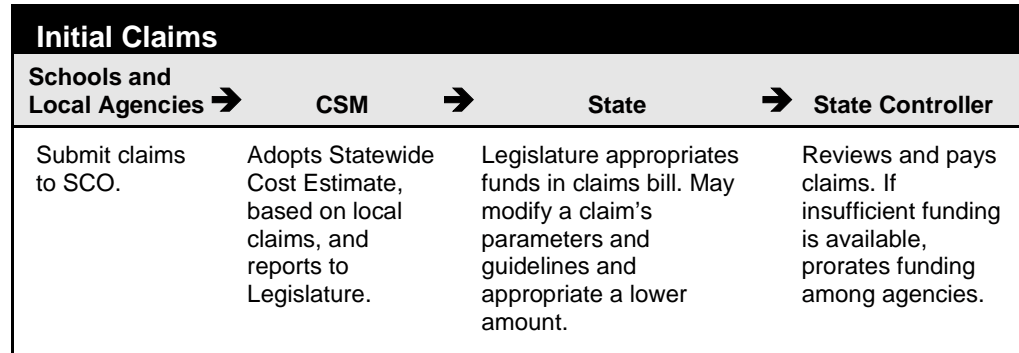 Initial Claims
Schools and
Local Agencies ➔ CSM ➔ State ➔ State Controller
Submit claims
to SCO.
Adopts Statewide
Cost Estimate,
based on local
claims, and
reports to
Legislature.
Legislature appropriates
funds in claims bill. May
modify a claim's
parameters and
guidelines and
appropriate a lower
amount.
Reviews and pays
claims. If
insufficient funding
is available,
prorates funding
among agencies.